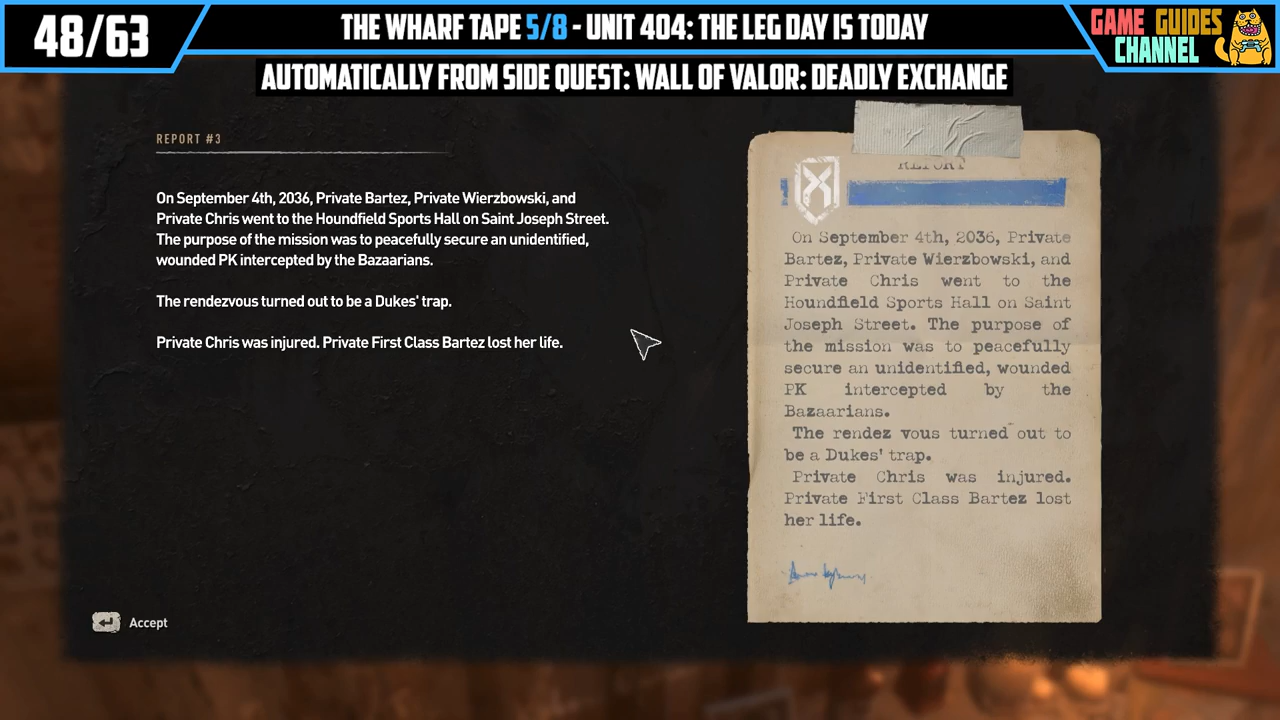 48/63
THE WHARF TAPE 5/8 - UNIT 404: THE LEG DAY IS TODAY
GAME GUIDES
CHANNEL
AUTOMATICALLY FROM SIDE QUEST: WALL OF VALOR: DEADLY EXCHANGE
REPORT #3
On September 4th, 2036, Private Bartez, Private Wierzbowski, and
Private Chris went to the Houndfield Sports Hall on Saint Joseph Street.
The purpose of the mission was to peacefully secure an unidentified,
wounded PK intercepted by the Bazaarians.
The rendezvous turned out to be a Dukes' trap.
Private Chris was injured. Private First Class Bartez lost her life.
Accept
REPORT
On September 4th, 2036, Private
Bartez, Private Wierzbowski, and
Private Chris went to the
Houndfield Sports Hall on Saint
Joseph Street. The purpose of
the mission was to peacefully
secure an unidentified, wounded
PK intercepted by the
Bazaarians.
The rendez vous turned out to
be a Dukes' trap.
Private Chris was injured.
Private First Class Bartez lost
her life.